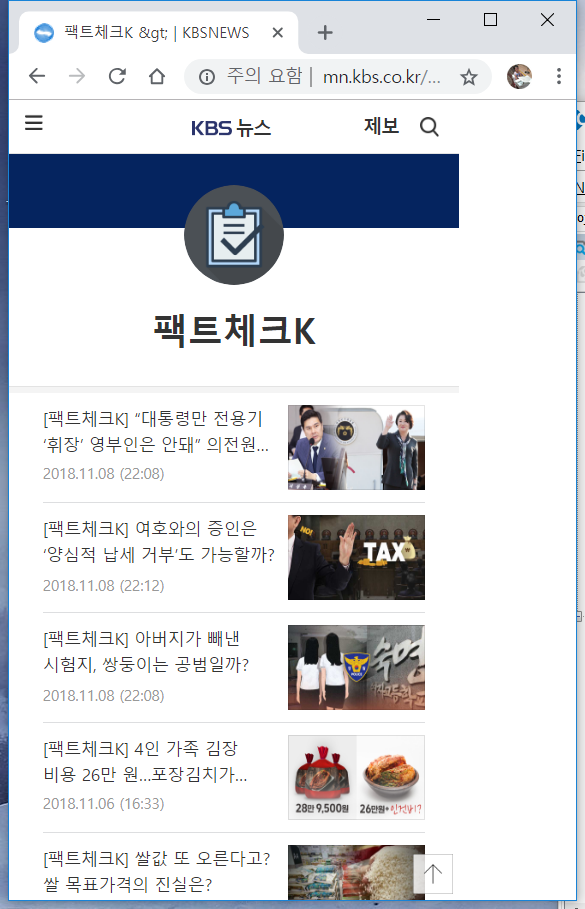 팩트체크K &gt; | KBSNEWS
주의 요함 | mn.kbs.co.kr/...
KBS 뉴스
제보
팩트체크K
[팩트체크K] “대통령만 전용기
‘휘장’ 영부인은 안돼” 의전원...
2018.11.08 (22:08)
[팩트체크K] 여호와의 증인은
‘양심적 납세 거부’도 가능할까?
2018.11.08 (22:12)
NO!
TAX
[팩트체크K] 아버지가 빼낸
시험지, 쌍둥이는 공범일까?
2018.11.08 (22:08)
POLICE
숙명
[팩트체크K] 4인 가족 김장
비용 26만 원...포장김치가...
2018.11.06 (16:33)
28만 9,500원
26만원+인건비?
[팩트체크K] 쌀값 또 오른다고?
쌀 목표가격의 진실은?